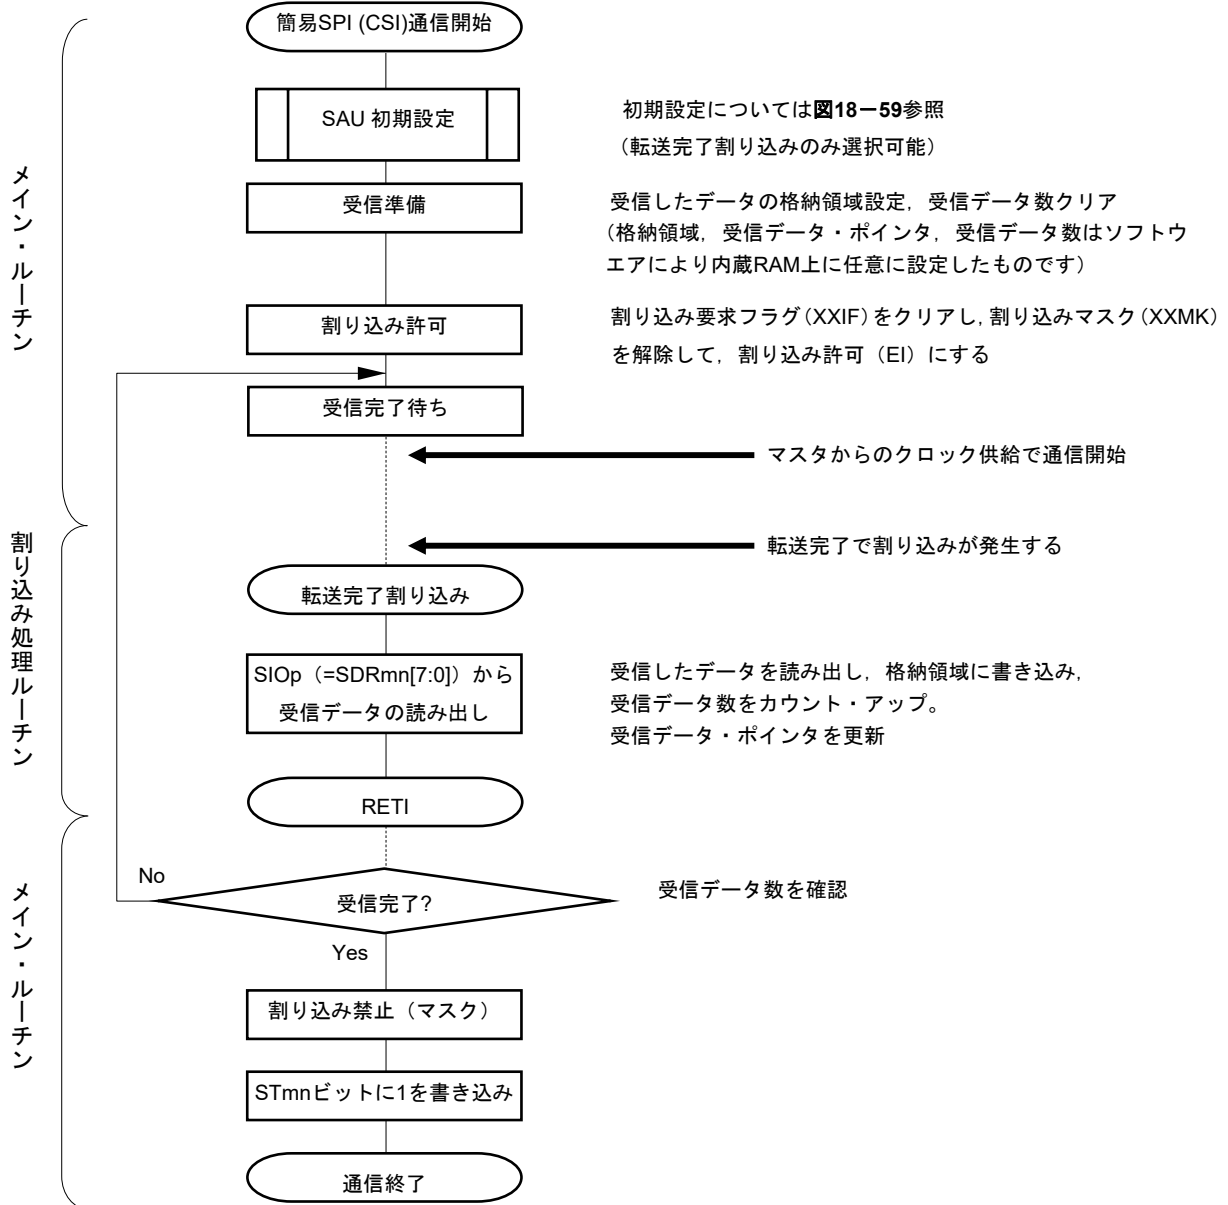 簡易SPI (CSI)通信開始
SAU 初期設定
初期設定については図18－59参照
（転送完了割り込みのみ選択可能）
メイン・ルーチン
受信準備
受信したデータの格納領域設定，受信データ数クリア
（格納領域，受信データ・ポインタ，受信データ数はソフトウ
エアにより内蔵RAM上に任意に設定したものです）
割り込み許可
割り込み要求フラグ（XXIF）をクリアし，割り込みマスク（XXMK）
を解除して，割り込み許可（EI）にする
受信完了待ち
マスタからのクロック供給で通信開始
転送完了で割り込みが発生する
割り込み処理ルーチン
転送完了割り込み
SIOp（=SDRmn[7:0]）から
受信データの読み出し
受信したデータを読み出し，格納領域に書き込み，
受信データ数をカウント・アップ。
受信データ・ポインタを更新
RETI
No
受信完了?
受信データ数を確認
Yes
メイン・ルーチン
割り込み禁止（マスク）
STmnビットに1を書き込み
通信終了